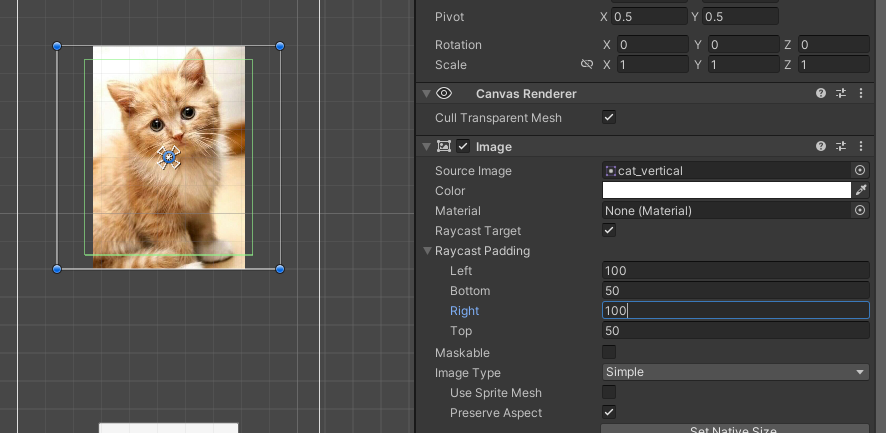 Pivot X 0.5 Y 0.5
Rotation X 0 Y 0 Z 0
Scale X 1 Y 1 Z 1
Canvas Renderer
Cull Transparent Mesh
Image
Source Image cat_vertical
Color
Material None (Material)
Raycast Target
Raycast Padding
Left 100
Bottom 50
Right 100
Top 50
Maskable
Image Type Simple
Use Sprite Mesh
Preserve Aspect
Set Native Size